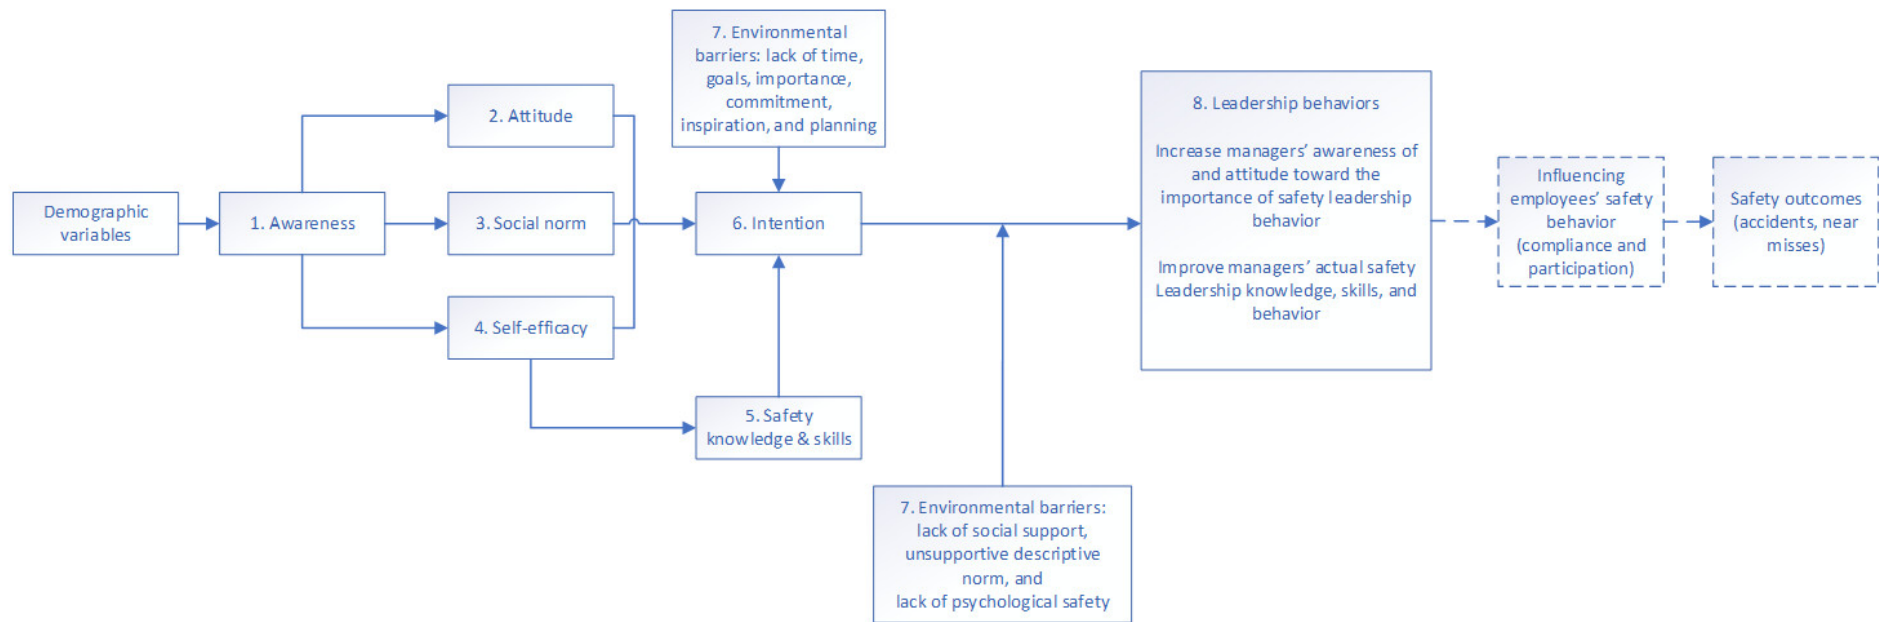 Demographic
variables
1. Awareness
2. Attitude
3. Social norm
4. Self-efficacy
7. Environmental
barriers: lack of time,
goals, importance,
commitment,
inspiration, and planning
6. Intention
5. Safety
knowledge & skills
7. Environmental barriers:
lack of social support,
unsupportive descriptive
norm, and
lack of psychological safety
8. Leadership behaviors
Increase managers’ awareness of
and attitude toward the
importance of safety leadership
behavior
Improve managers’ actual safety
Leadership knowledge, skills, and
behavior
Influencing
employees’ safety
behavior
(compliance and
participation)
Safety outcomes
(accidents, near
misses)